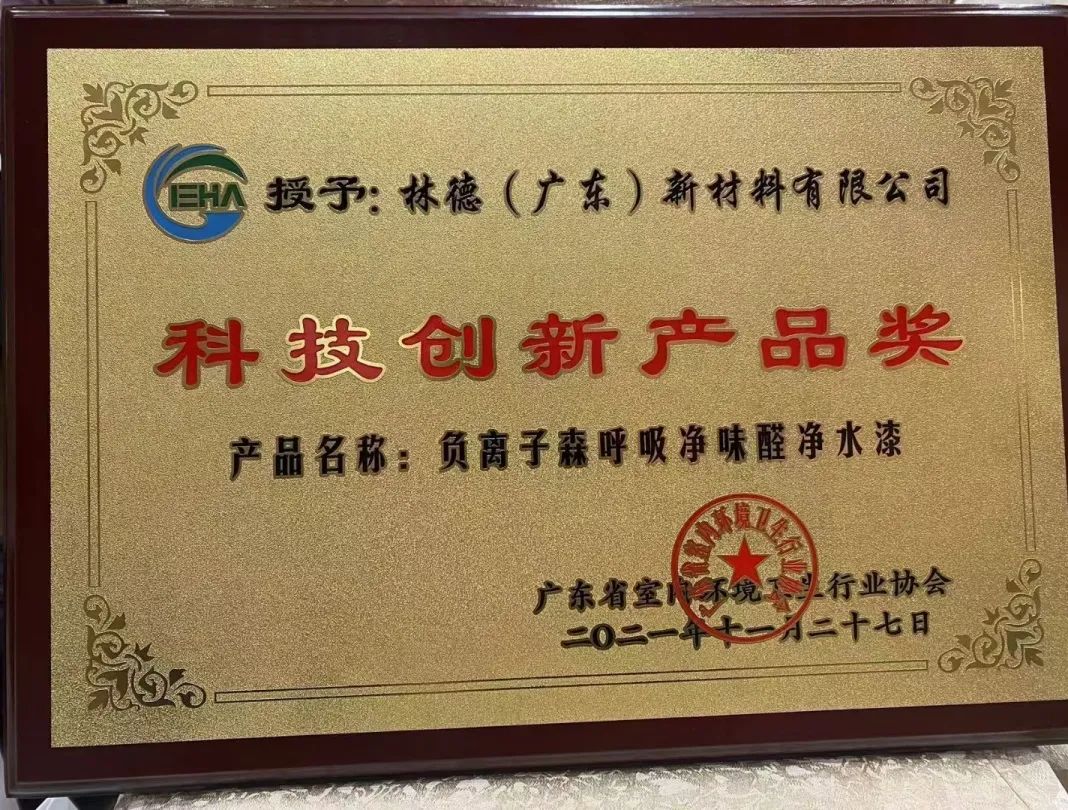 IEHA 授予：林德（广东）新材料有限公司
科技创新产品奖
产品名称：负离子森呼吸净味醛净水漆
广东省室内环境卫生行业协会
二〇二一年十一月二十七日